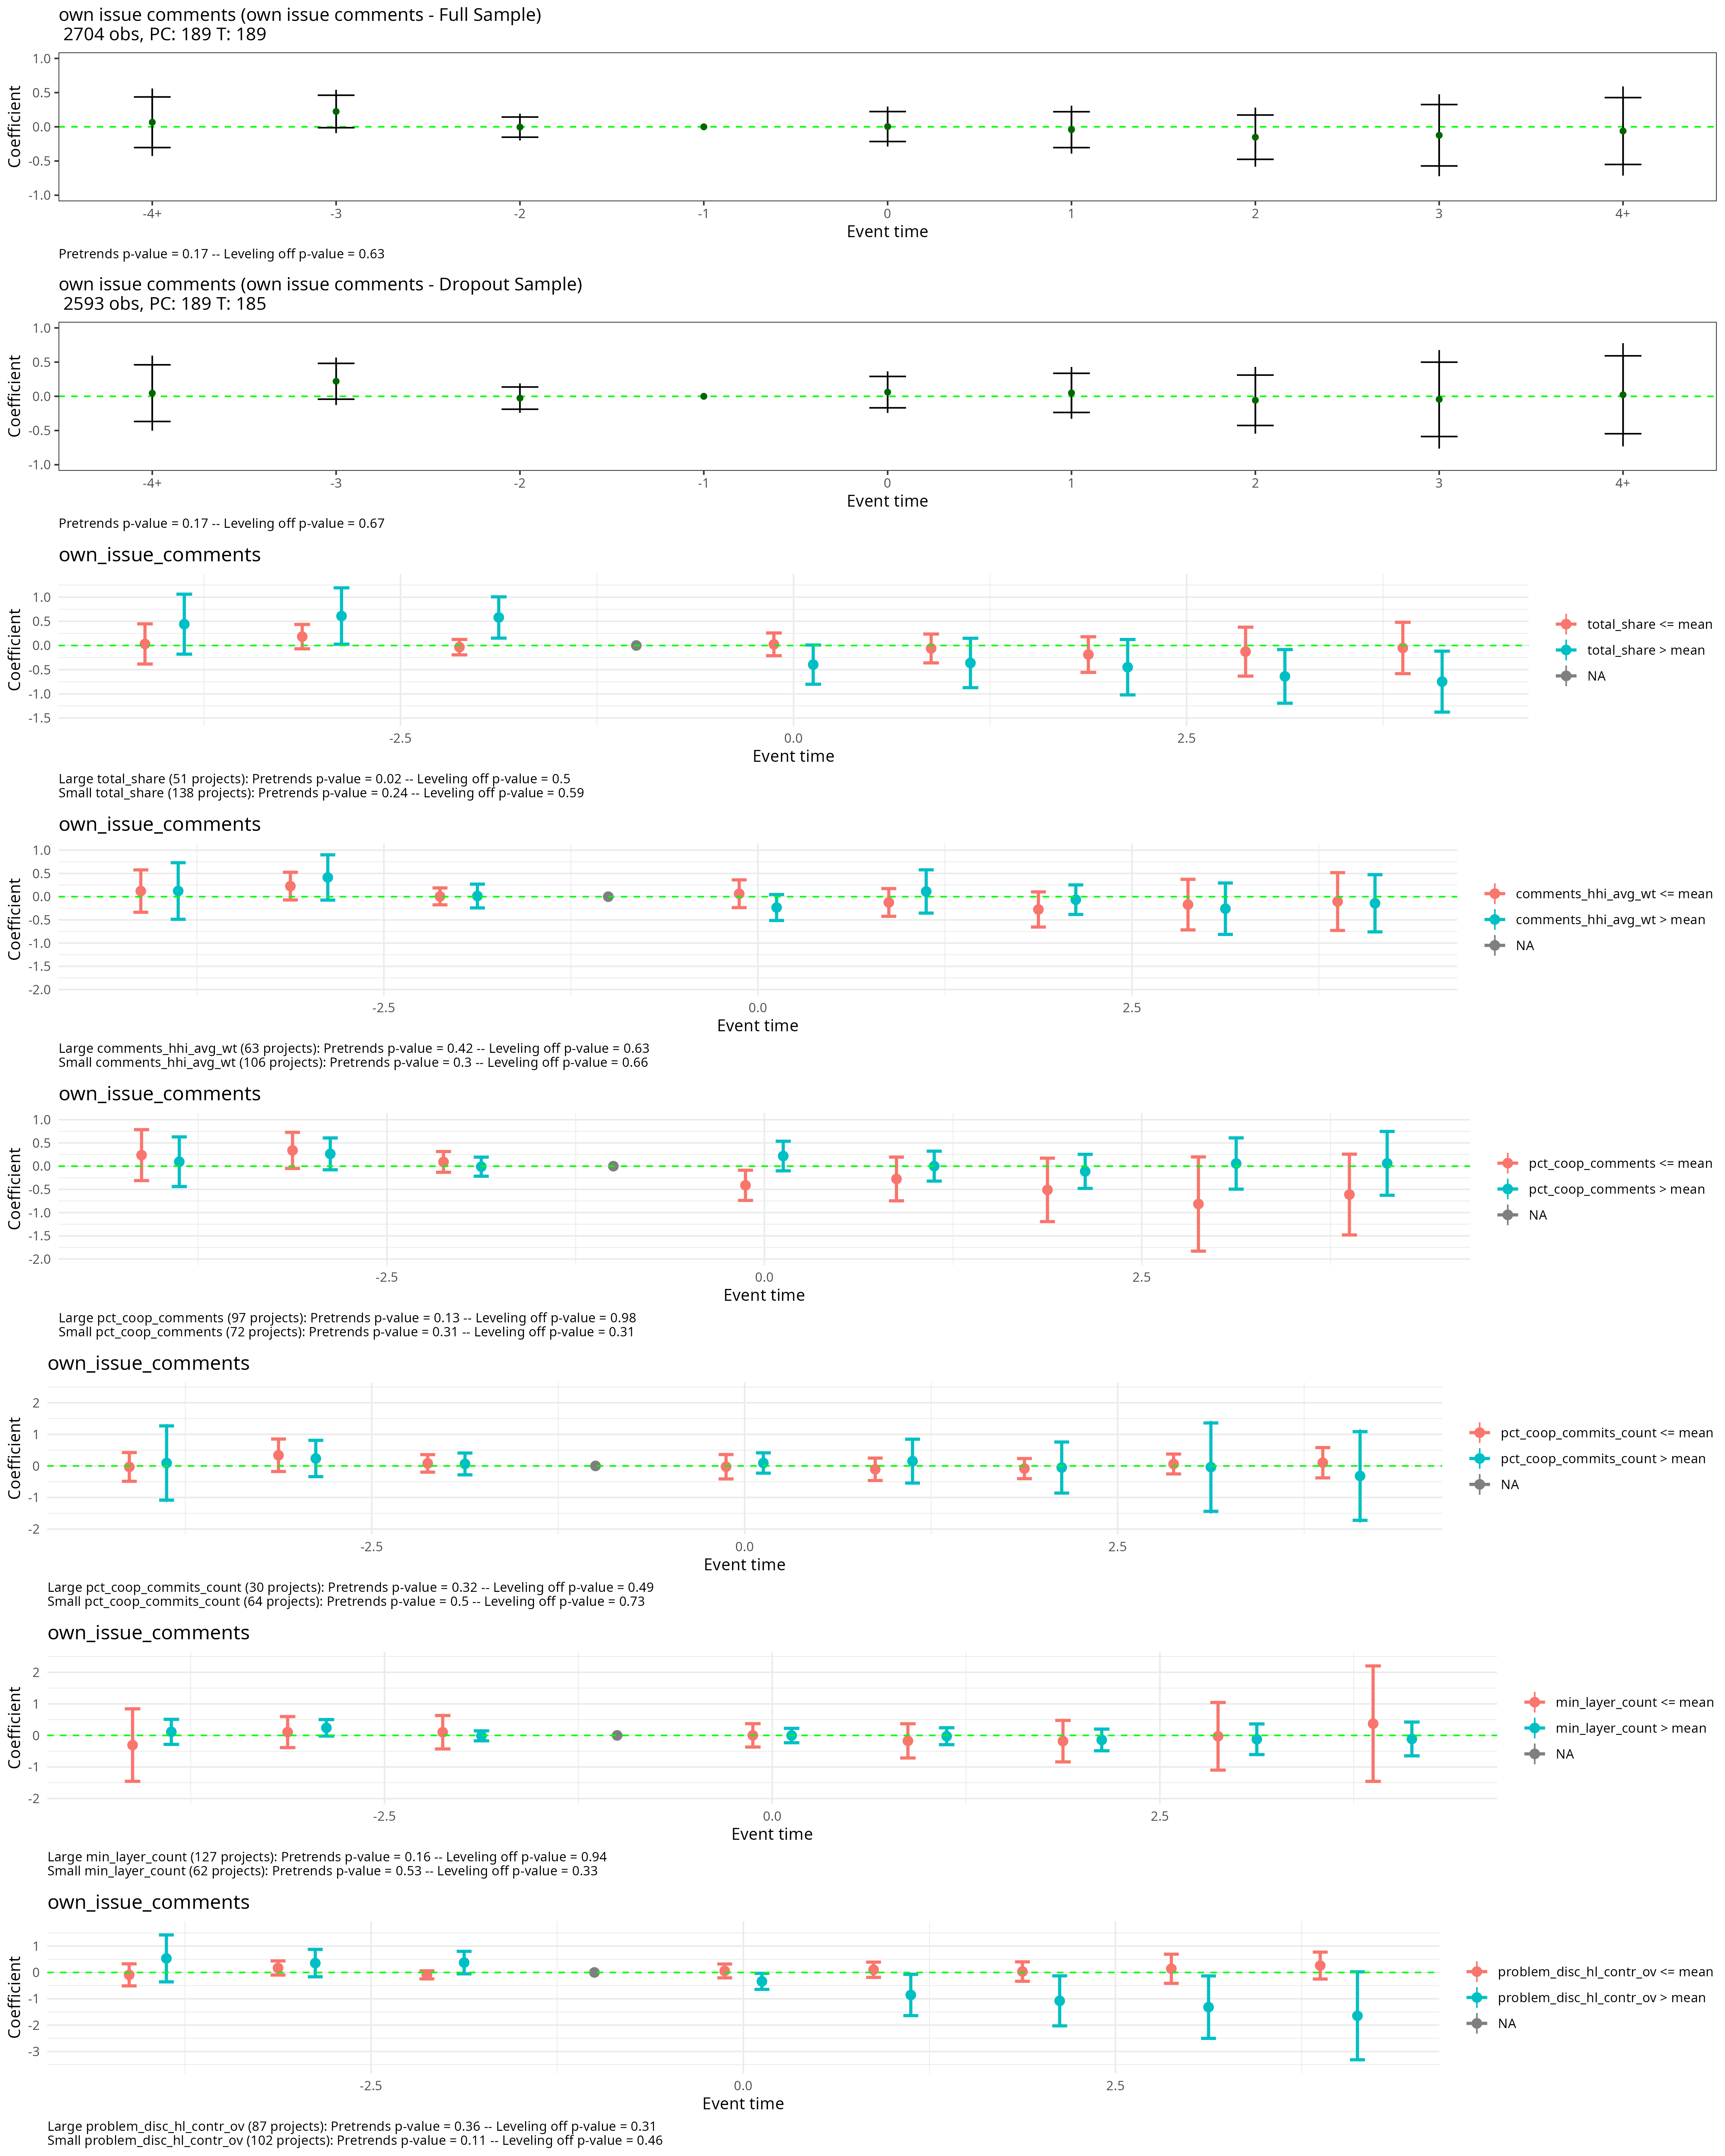 own issue comments (own issue comments - Full Sample)
2704 obs, PC: 189 T: 189
1.0
0.5
0.0
-0.5
-1.0
Coefficient
-4+ -3 -2 -1 0 1 2 3 4+
Event time
Pretrends p-value = 0.17 -- Leveling off p-value = 0.63
own issue comments (own issue comments - Dropout Sample)
2593 obs, PC: 189 T: 185
1.0
0.5
0.0
-0.5
-1.0
Coefficient
-4+ -3 -2 -1 0 1 2 3 4+
Event time
Pretrends p-value = 0.17 -- Leveling off p-value = 0.67
own_issue_comments
1.0
0.5
0.0
-0.5
-1.0
-1.5
Coefficient
-2.5 0.0 2.5
Event time
total_share <= mean
total_share > mean
NA
Large total_share (51 projects): Pretrends p-value = 0.02 -- Leveling off p-value = 0.5
Small total_share (138 projects): Pretrends p-value = 0.24 -- Leveling off p-value = 0.59
own_issue_comments
1.0
0.5
0.0
-0.5
-1.0
-1.5
-2.0
Coefficient
-2.5 0.0 2.5
Event time
comments_hhi_avg_wt <= mean
comments_hhi_avg_wt > mean
NA
Large comments_hhi_avg_wt (63 projects): Pretrends p-value = 0.42 -- Leveling off p-value = 0.63
Small comments_hhi_avg_wt (106 projects): Pretrends p-value = 0.3 -- Leveling off p-value = 0.66
own_issue_comments
1.0
0.5
0.0
-0.5
-1.0
-1.5
-2.0
Coefficient
-2.5 0.0 2.5
Event time
pct_coop_comments <= mean
pct_coop_comments > mean
NA
Large pct_coop_comments (97 projects): Pretrends p-value = 0.13 -- Leveling off p-value = 0.98
Small pct_coop_comments (72 projects): Pretrends p-value = 0.31 -- Leveling off p-value = 0.31
own_issue_comments
2
1
0
-1
-2
Coefficient
-2.5 0.0 2.5
Event time
pct_coop_commits_count <= mean
pct_coop_commits_count > mean
NA
Large pct_coop_commits_count (30 projects): Pretrends p-value = 0.32 -- Leveling off p-value = 0.49
Small pct_coop_commits_count (64 projects): Pretrends p-value = 0.5 -- Leveling off p-value = 0.73
own_issue_comments
2
1
0
-1
-2
Coefficient
-2.5 0.0 2.5
Event time
min_layer_count <= mean
min_layer_count > mean
NA
Large min_layer_count (127 projects): Pretrends p-value = 0.16 -- Leveling off p-value = 0.94
Small min_layer_count (62 projects): Pretrends p-value = 0.53 -- Leveling off p-value = 0.33
own_issue_comments
1
0
-1
-2
-3
Coefficient
-2.5 0.0 2.5
Event time
problem_disc_hl_contr_ov <= mean
problem_disc_hl_contr_ov > mean
NA
Large problem_disc_hl_contr_ov (87 projects): Pretrends p-value = 0.36 -- Leveling off p-value = 0.31
Small problem_disc_hl_contr_ov (102 projects): Pretrends p-value = 0.11 -- Leveling off p-value = 0.46